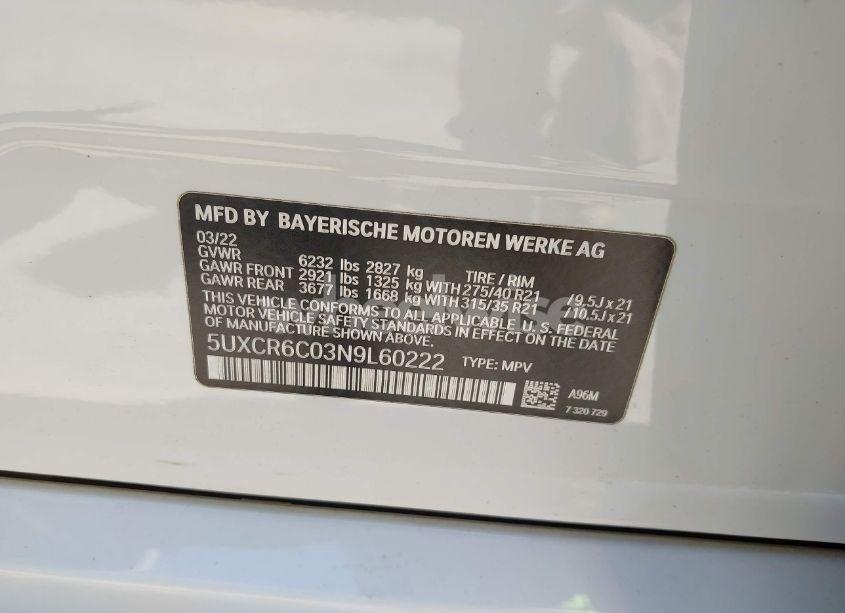 MFD BY BAYERISCHE MOTOREN WERKE AG
03/22
GVWR 6232 lbs 2827 kg TIRE / RIM
GAWR FRONT 2921 lbs 1325 kg WITH 275/40 R21 /9.5J x 21
GAWR REAR 3677 lbs 1668 kg WITH 315/35 R21 /10.5J x 21
THIS VEHICLE CONFORMS TO ALL APPLICABLE U. S. FEDERAL
MOTOR VEHICLE SAFETY STANDARDS IN EFFECT ON THE DATE
OF MANUFACTURE SHOWN ABOVE.
5UXCR6C03N9L60222 TYPE: MPV
A96M
7 320 729